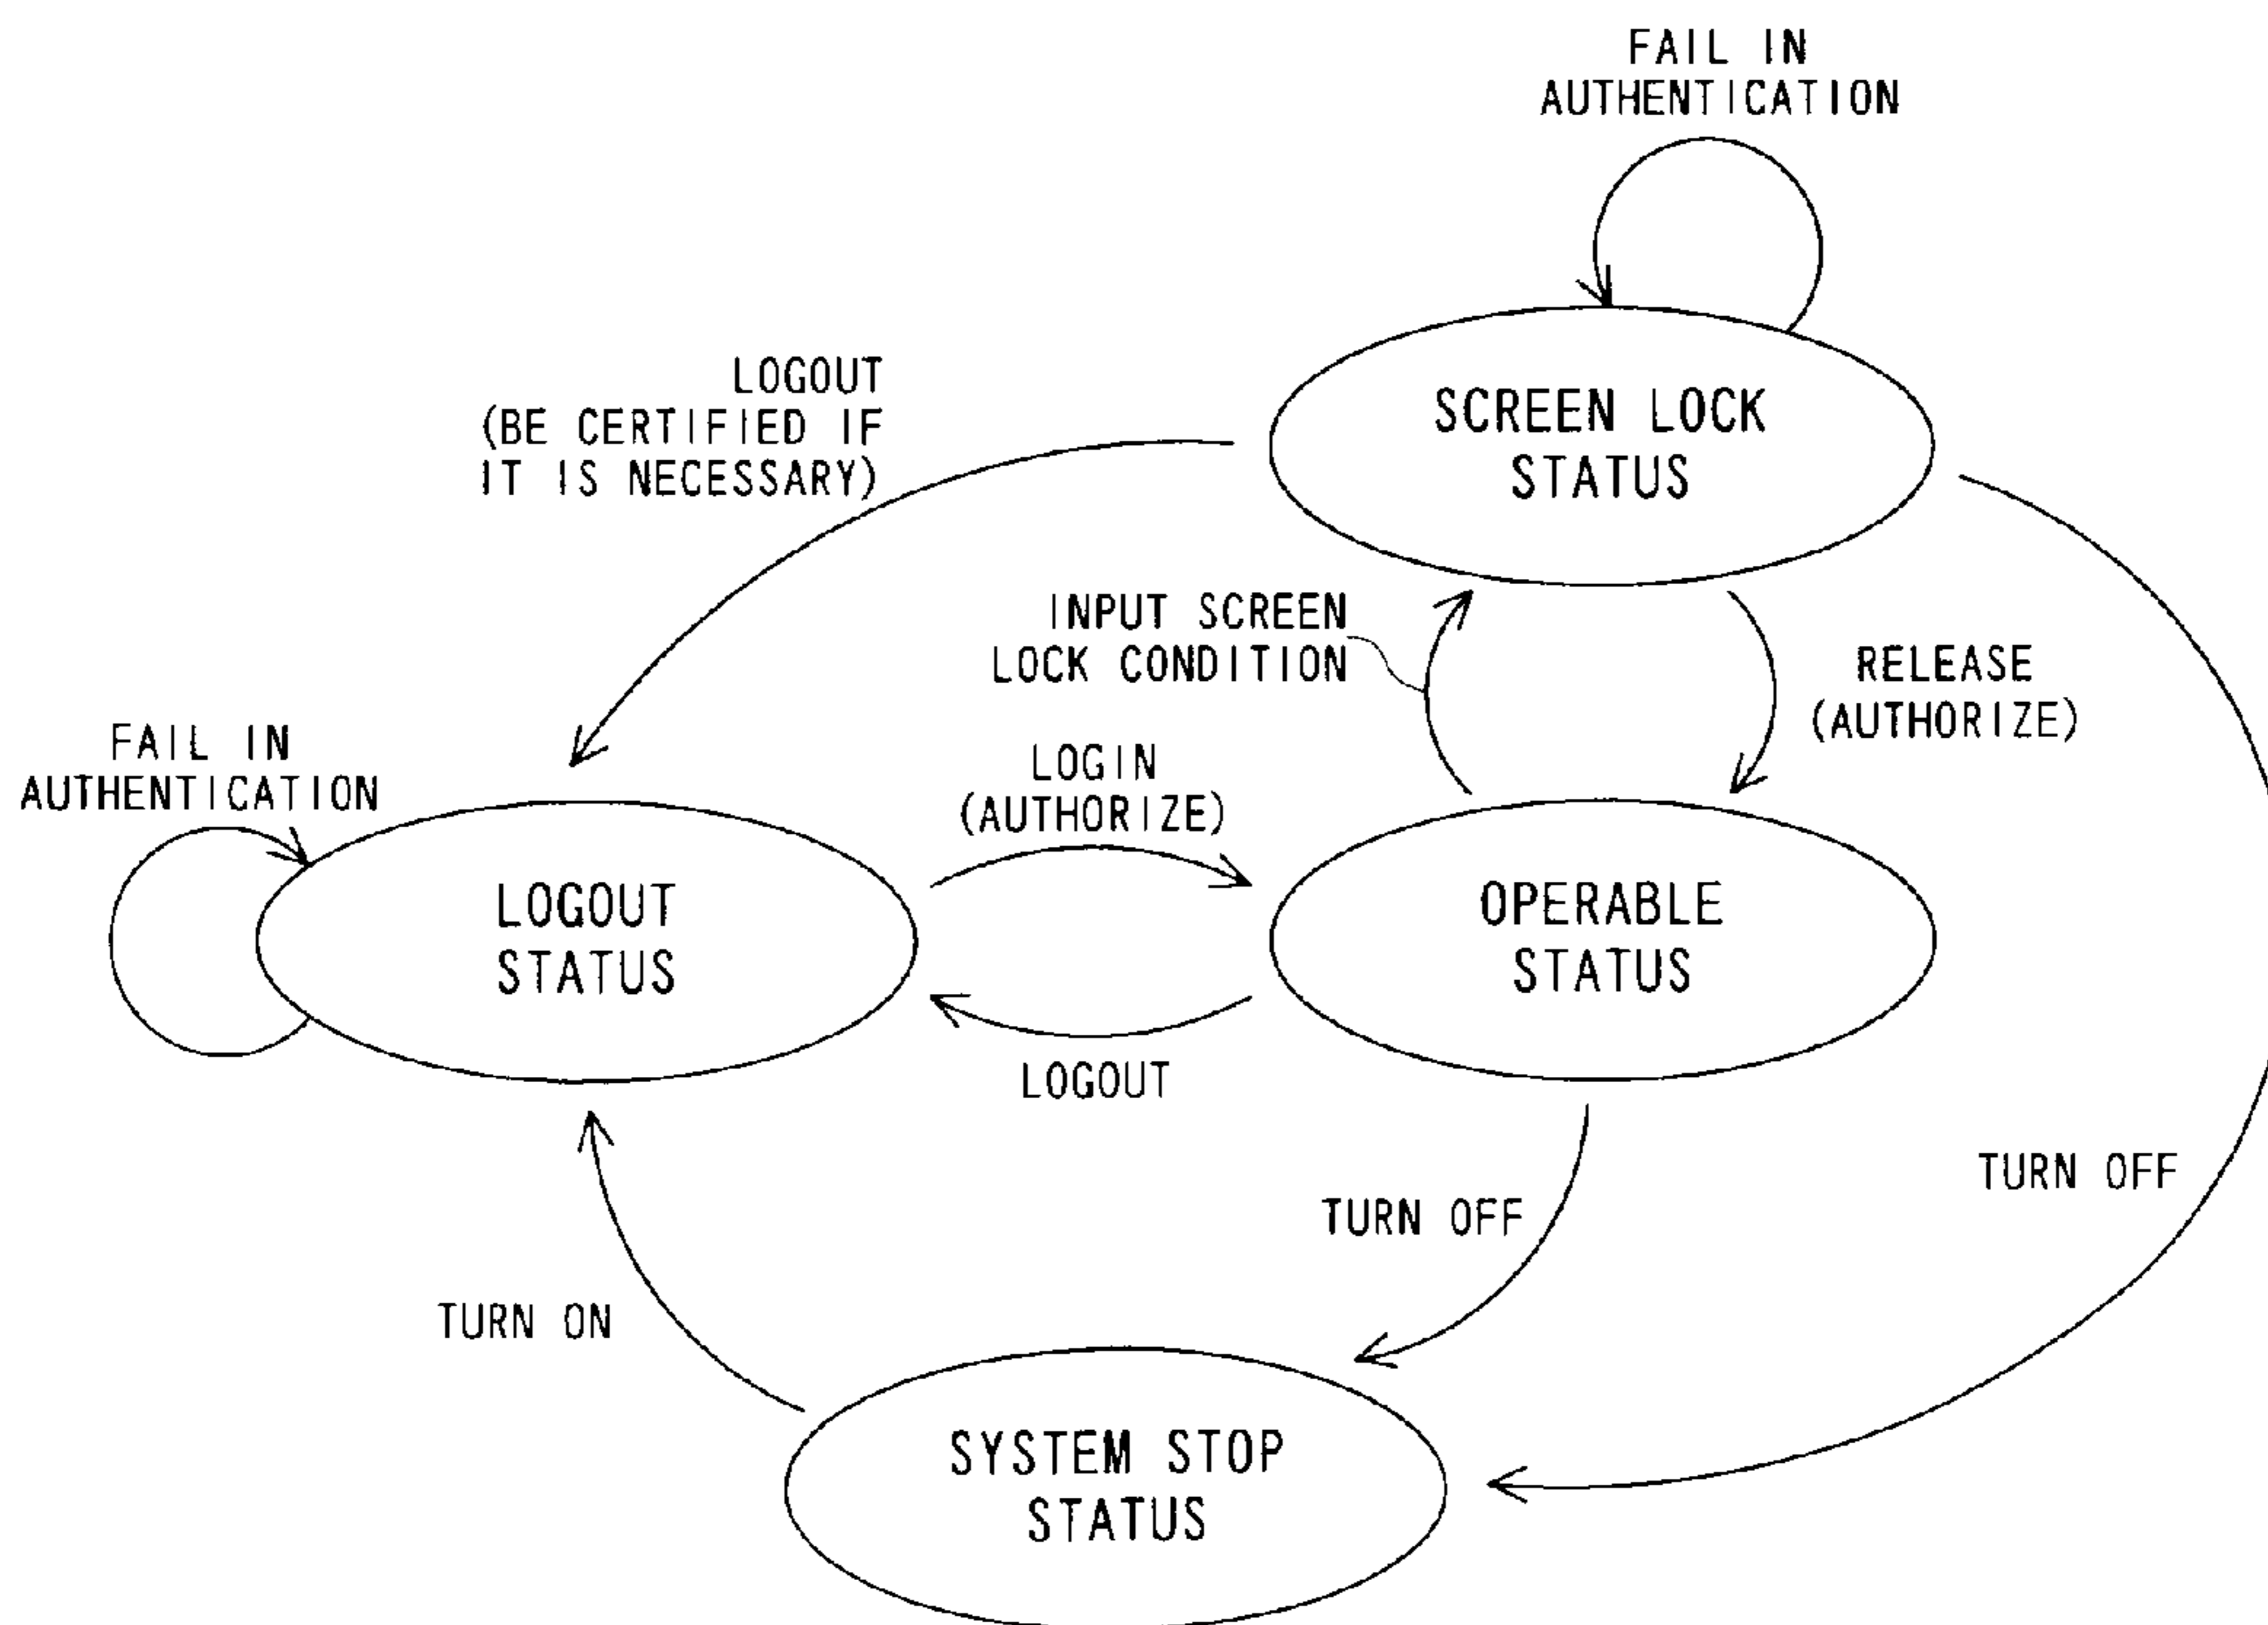 FAIL IN
AUTHENTICATION
SCREEN LOCK
STATUS
LOGOUT
(BE CERTIFIED IF
IT IS NECESSARY)
INPUT SCREEN
LOCK CONDITION
RELEASE
(AUTHORIZE)
FAIL IN
AUTHENTICATION
LOGIN
(AUTHORIZE)
LOGOUT
STATUS
OPERABLE
STATUS
LOGOUT
TURN OFF
TURN OFF
TURN ON
SYSTEM STOP
STATUS